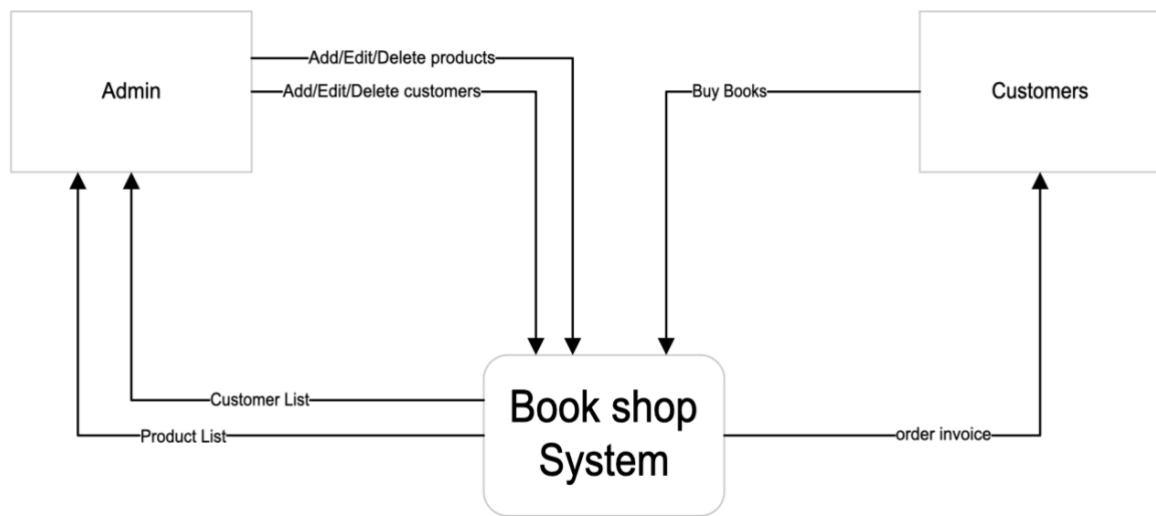 Add/Edit/Delete products
Admin
Add/Edit/Delete customers
Buy Books
Customers
Customer List
Product List
Book shop
System
order invoice